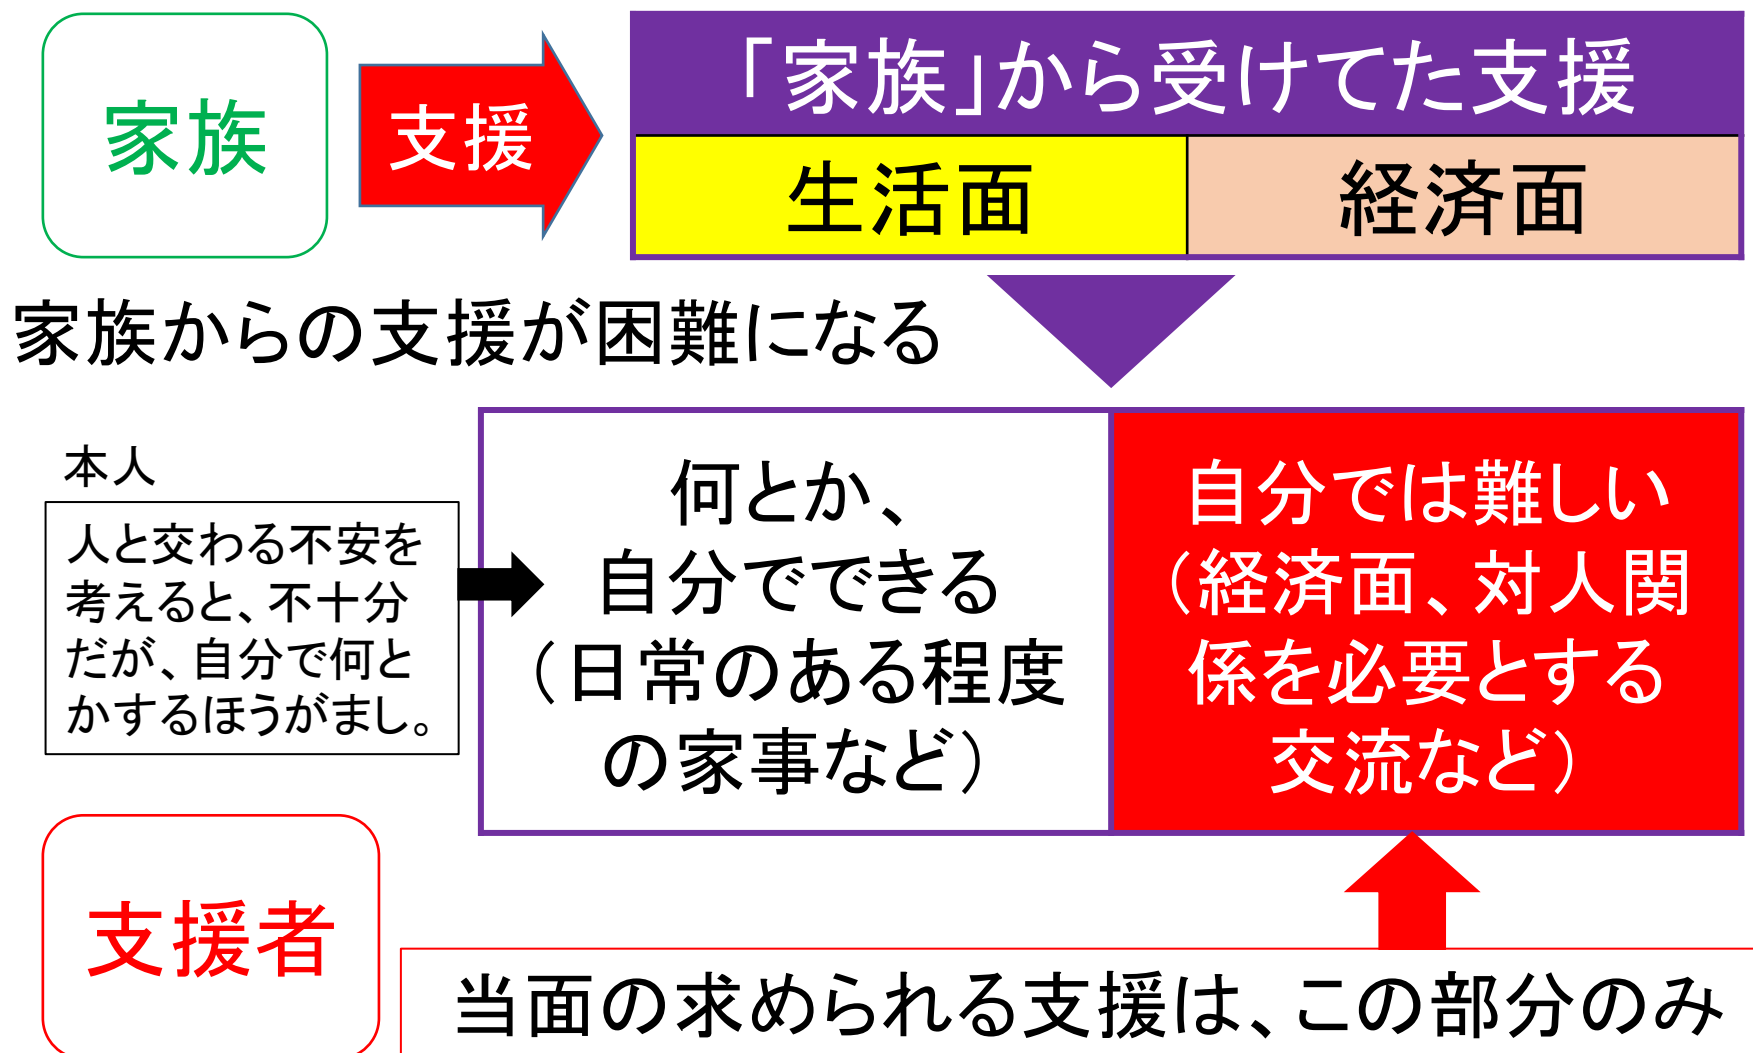 家族
支援
「家族」から受けてた支援
生活面
経済面
家族からの支援が困難になる
本人
人と交わる不安を
考えると、不十分
だが、自分で何と
かするほうがまし。
何とか、
自分でできる
（日常のある程度
の家事など）
自分では難しい
（経済面、対人関
係を必要とする
交流など）
支援者
当面の求められる支援は、この部分のみ